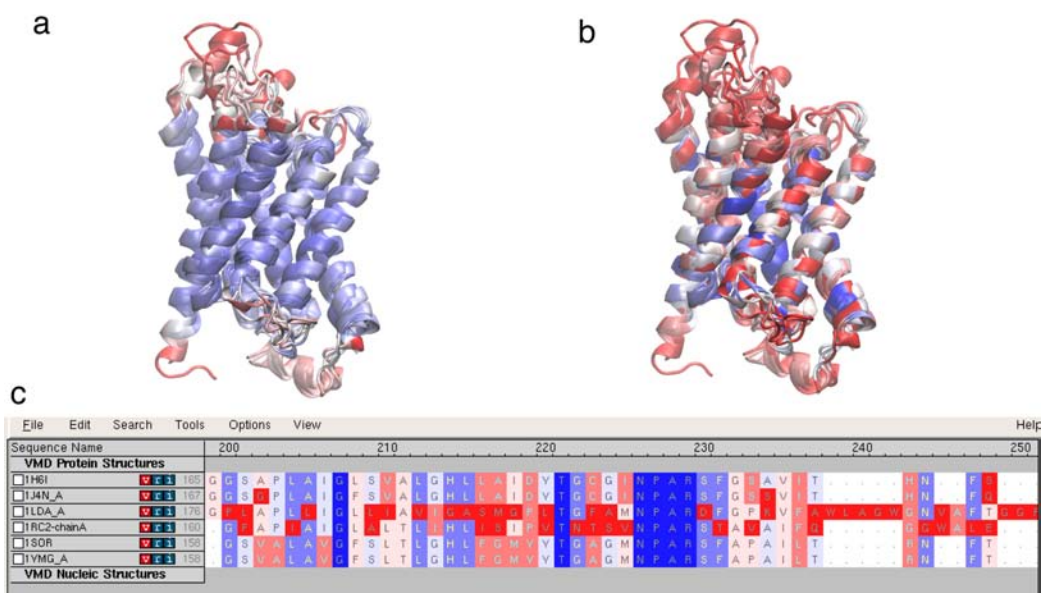 a
b
c
File Edit Search Tools Options View Help
Sequence Name 200 210 220 230 240 250
VMD Protein Structures
1H6I v r i 165 G G S A P L A I G L S V A L G H L L A I D Y T G C G I N P A R S F G S A V I T . . . . . H N . . F S
1J4N_A v r i 167 G G S G P L A I G L S V A L G H L L A I D Y T G C G I N P A R S F G S S V I T . . . . . H N . . F Q
1LDA_A v r i 176 G P L A P L L I G L L I A V I G A S M G P L T G F A M N P A R D F G P K V F A W L A G W G N V A F T G G
1RC2-chainA v r i 160 . G F A P I A I G L A L T L I H L I S I P V T N T S V N P A R S T A V A I F Q . . . . . G G W A L E
1SOR v r i 158 . G S V A L A V G F S L T L G H L F G M V Y T G A G M N P A R S F A P A I L T . . . . . R N . . F T
1YMG_A v r i 158 . G S V A L A V G F S L T L G H L F G M V Y T G A G M N P A R S F A P A I L T . . . . . R N . . F T
VMD Nucleic Structures